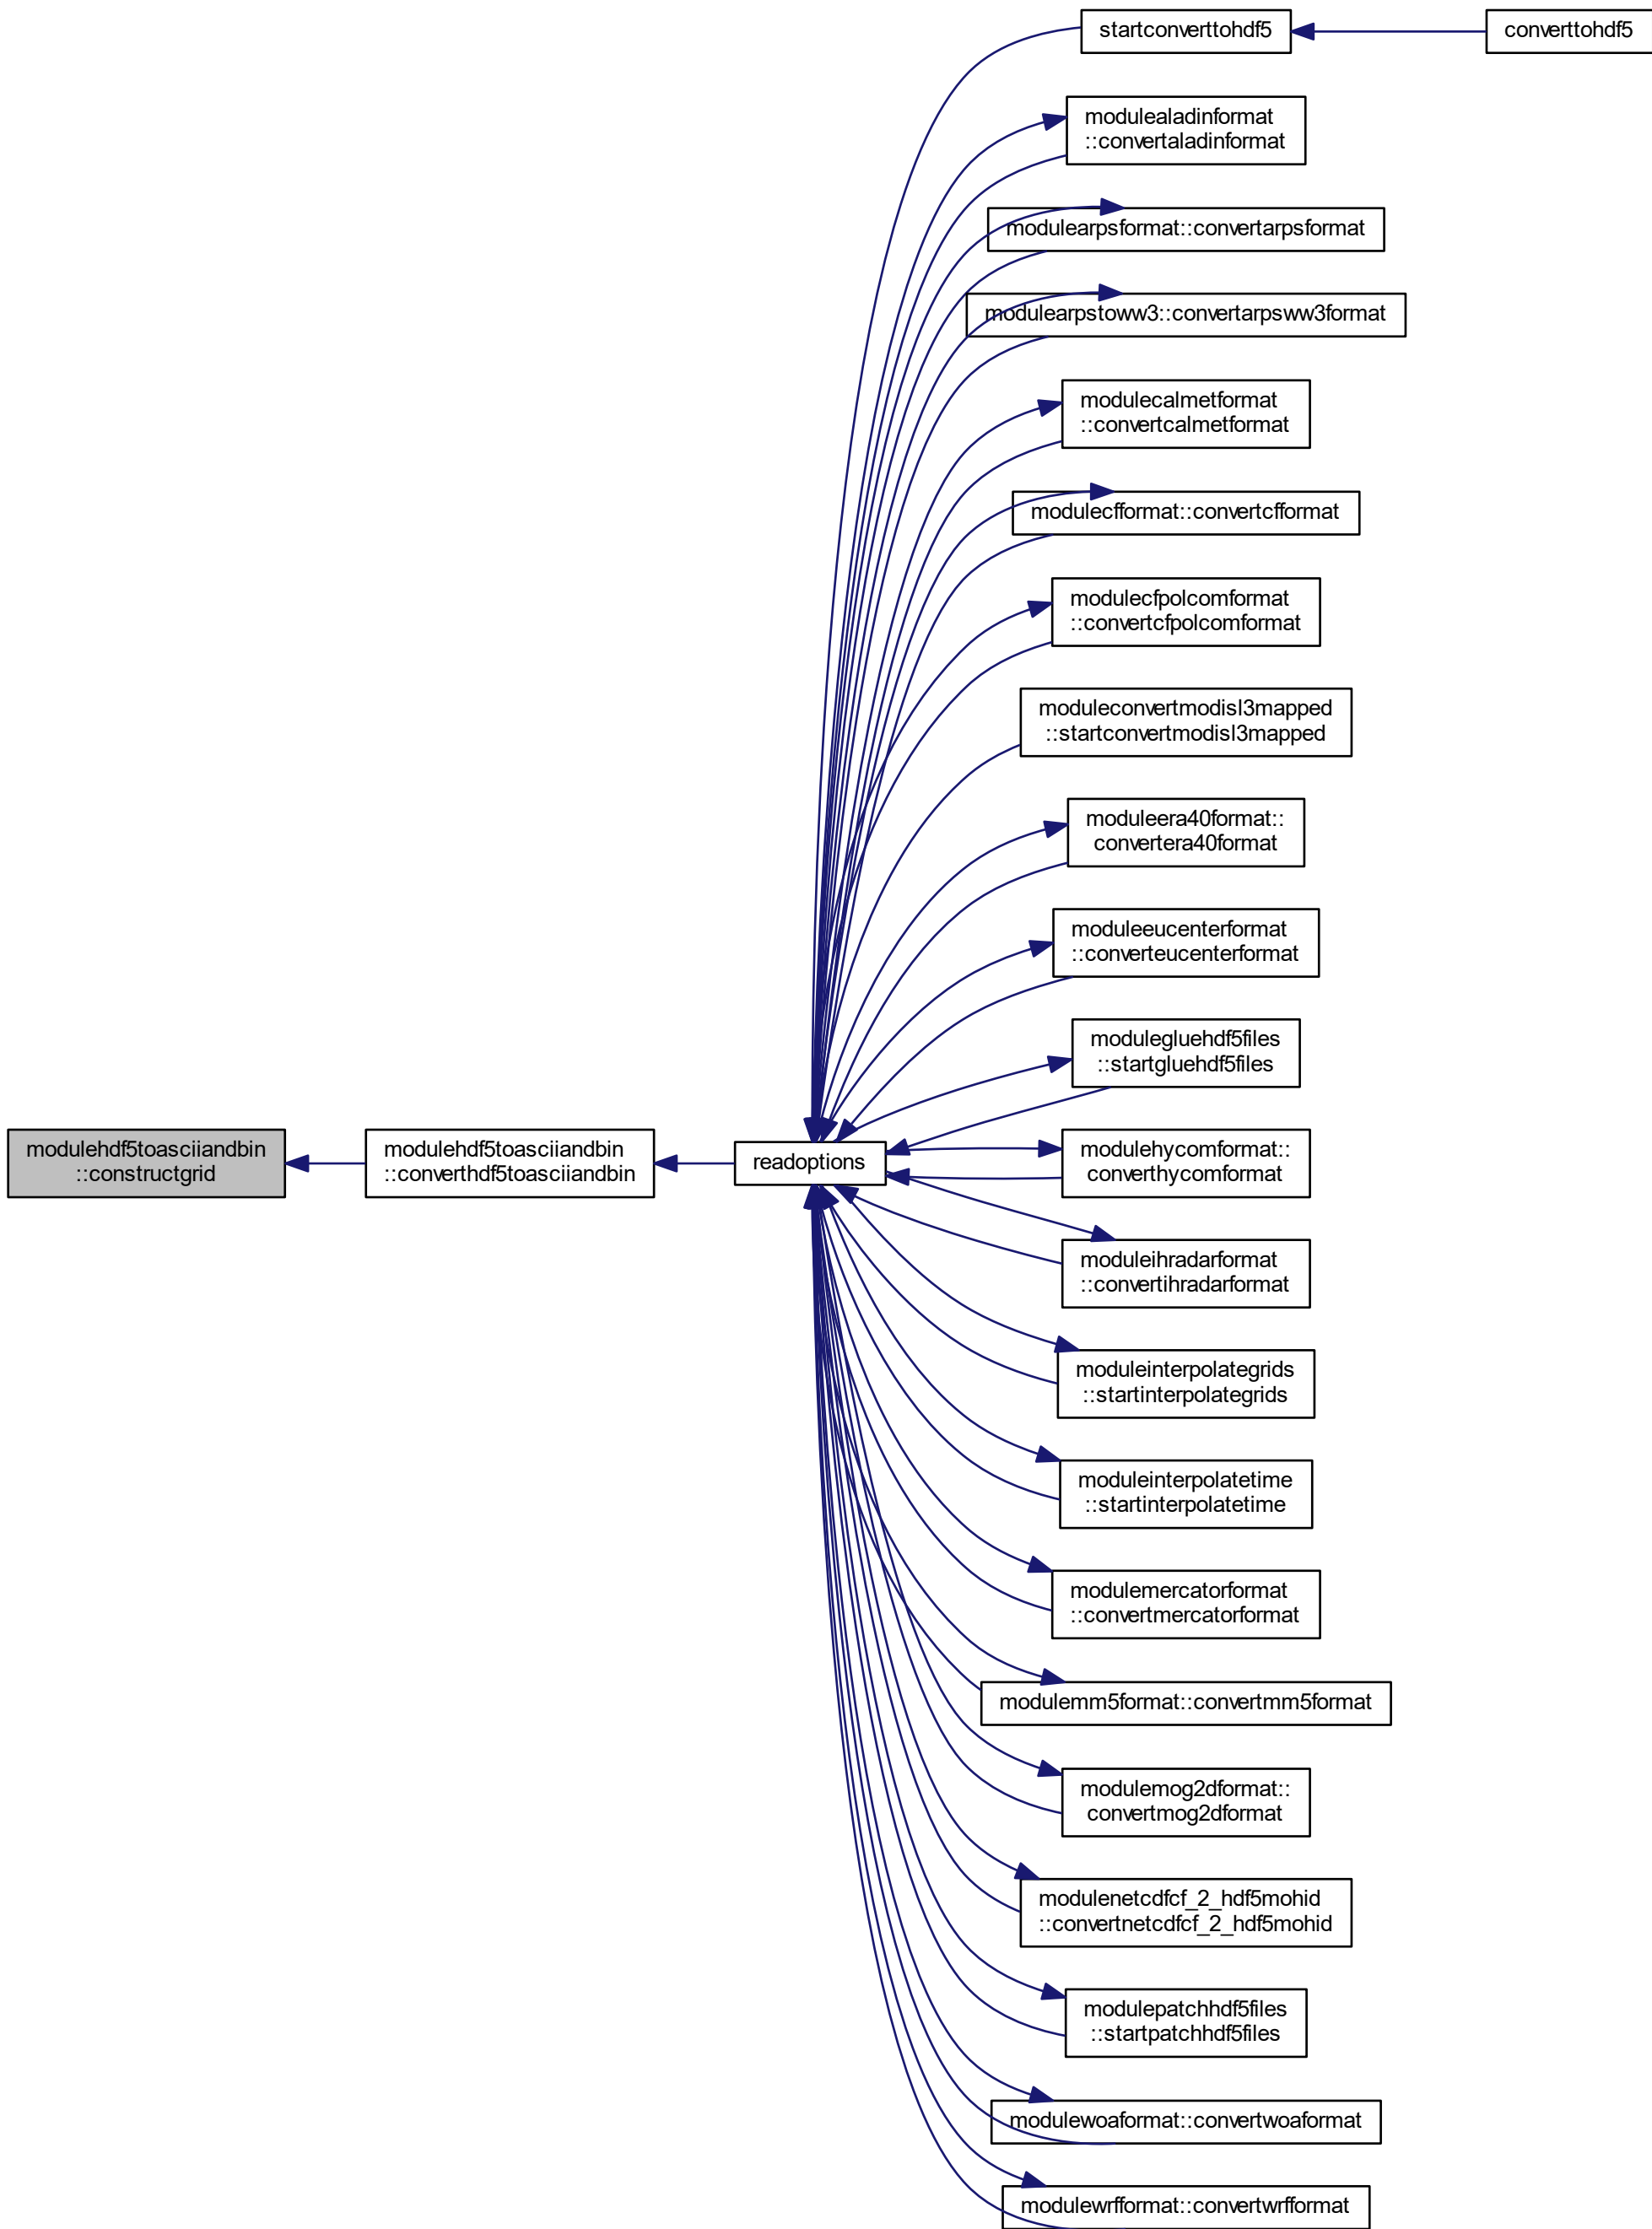 startconverttohdf5
converttohdf5
modulealadinformat
::convertaladinformat
modulearpsformat::convertarpsformat
modulearpstoww3::convertarpsww3format
modulecalmetformat
::convertcalmetformat
modulecfformat::convertcfformat
modulecfpolcomformat
::convertcfpolcomformat
moduleconvertmodisl3mapped
::startconvertmodisl3mapped
moduleera40format::
convertera40format
moduleeucenterformat
::converteucenterformat
modulegluehdf5files
::startgluehdf5files
modulehdf5toasciiandbin
::constructgrid
modulehdf5toasciiandbin
::converthdf5toasciiandbin
readoptions
modulehycomformat::
converthycomformat
moduleihradarformat
::convertihradarformat
moduleinterpolategrids
::startinterpolategrids
moduleinterpolatetime
::startinterpolatetime
modulemercatorformat
::convertmercatorformat
modulemm5format::convertmm5format
modulemog2dformat::
convertmog2dformat
modulenetcdfcf_2_hdf5mohid
::convertnetcdfcf_2_hdf5mohid
modulepatchhdf5files
::startpatchhdf5files
modulewoaformat::convertwoaformat
modulewrfformat::convertwrfformat